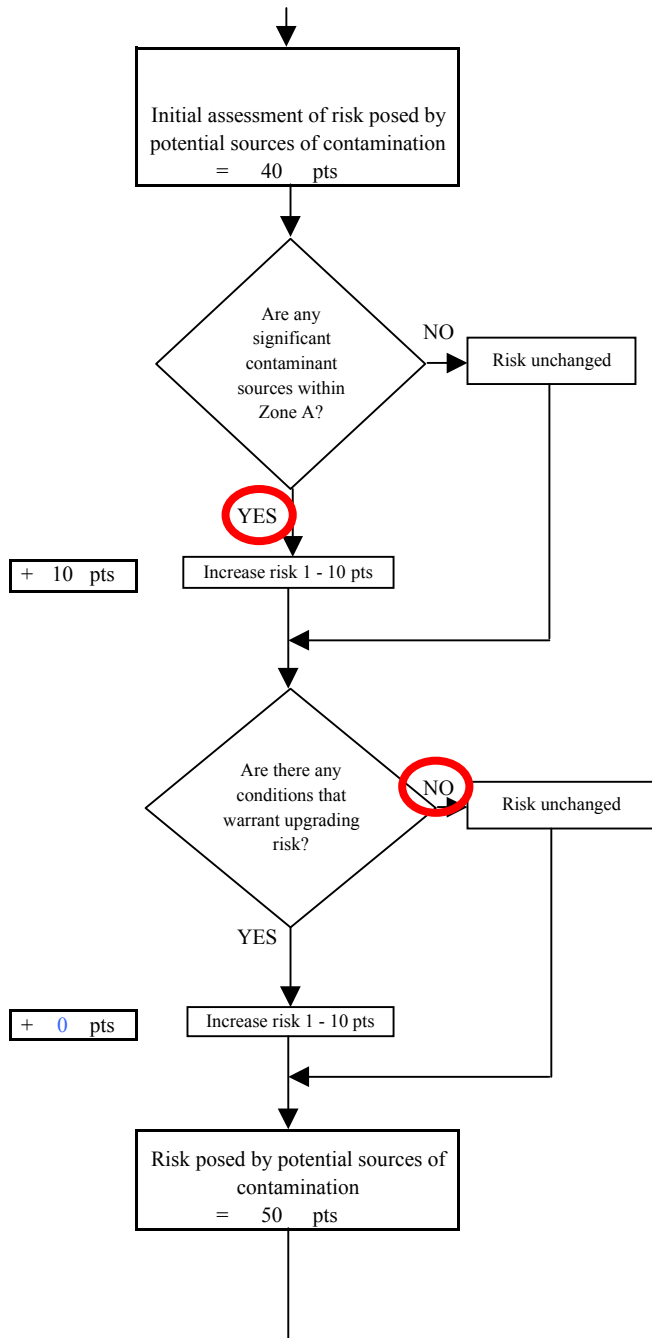 Initial assessment of risk posed by
potential sources of contamination
= 40 pts
Are any
significant
contaminant
sources within
Zone A?
NO
Risk unchanged
YES
+ 10 pts
Increase risk 1 - 10 pts
Are there any
conditions that
warrant upgrading
risk?
NO
Risk unchanged
YES
+ 0 pts
Increase risk 1 - 10 pts
Risk posed by potential sources of
contamination
= 50 pts